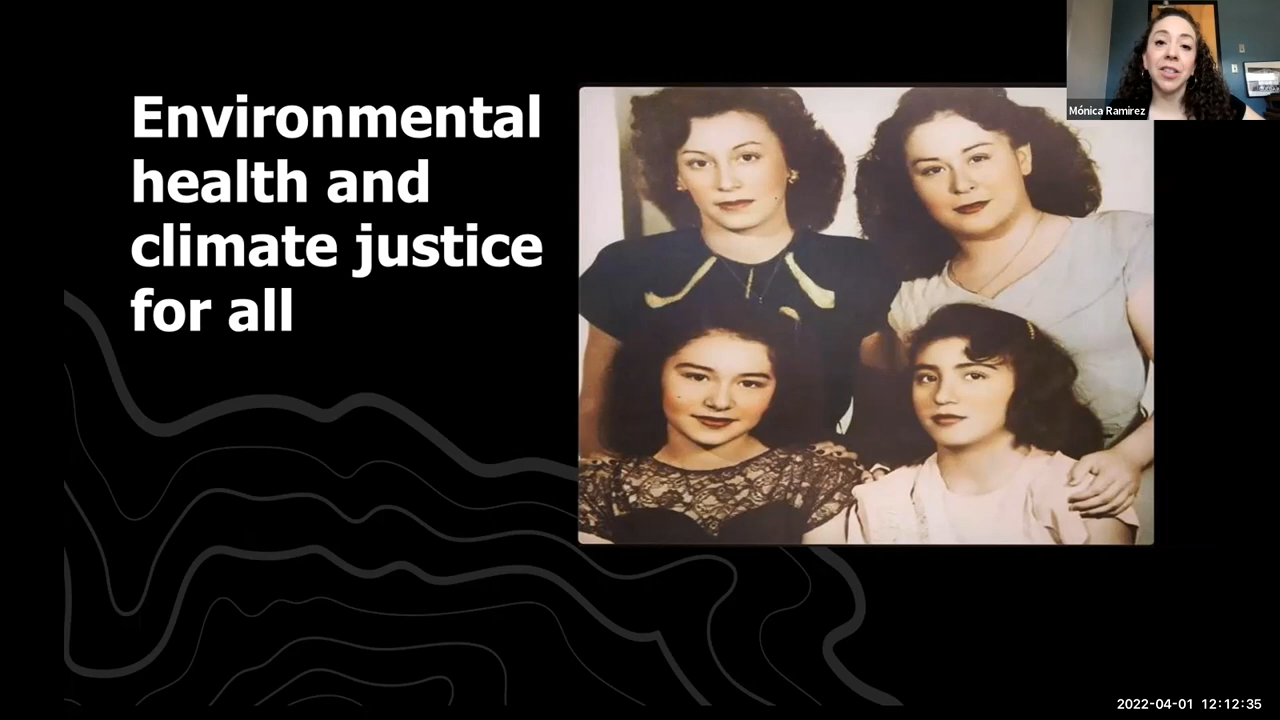 Environmental
health and
climate justice
for all
Mónica Ramirez
2022-04-01 12:12:35